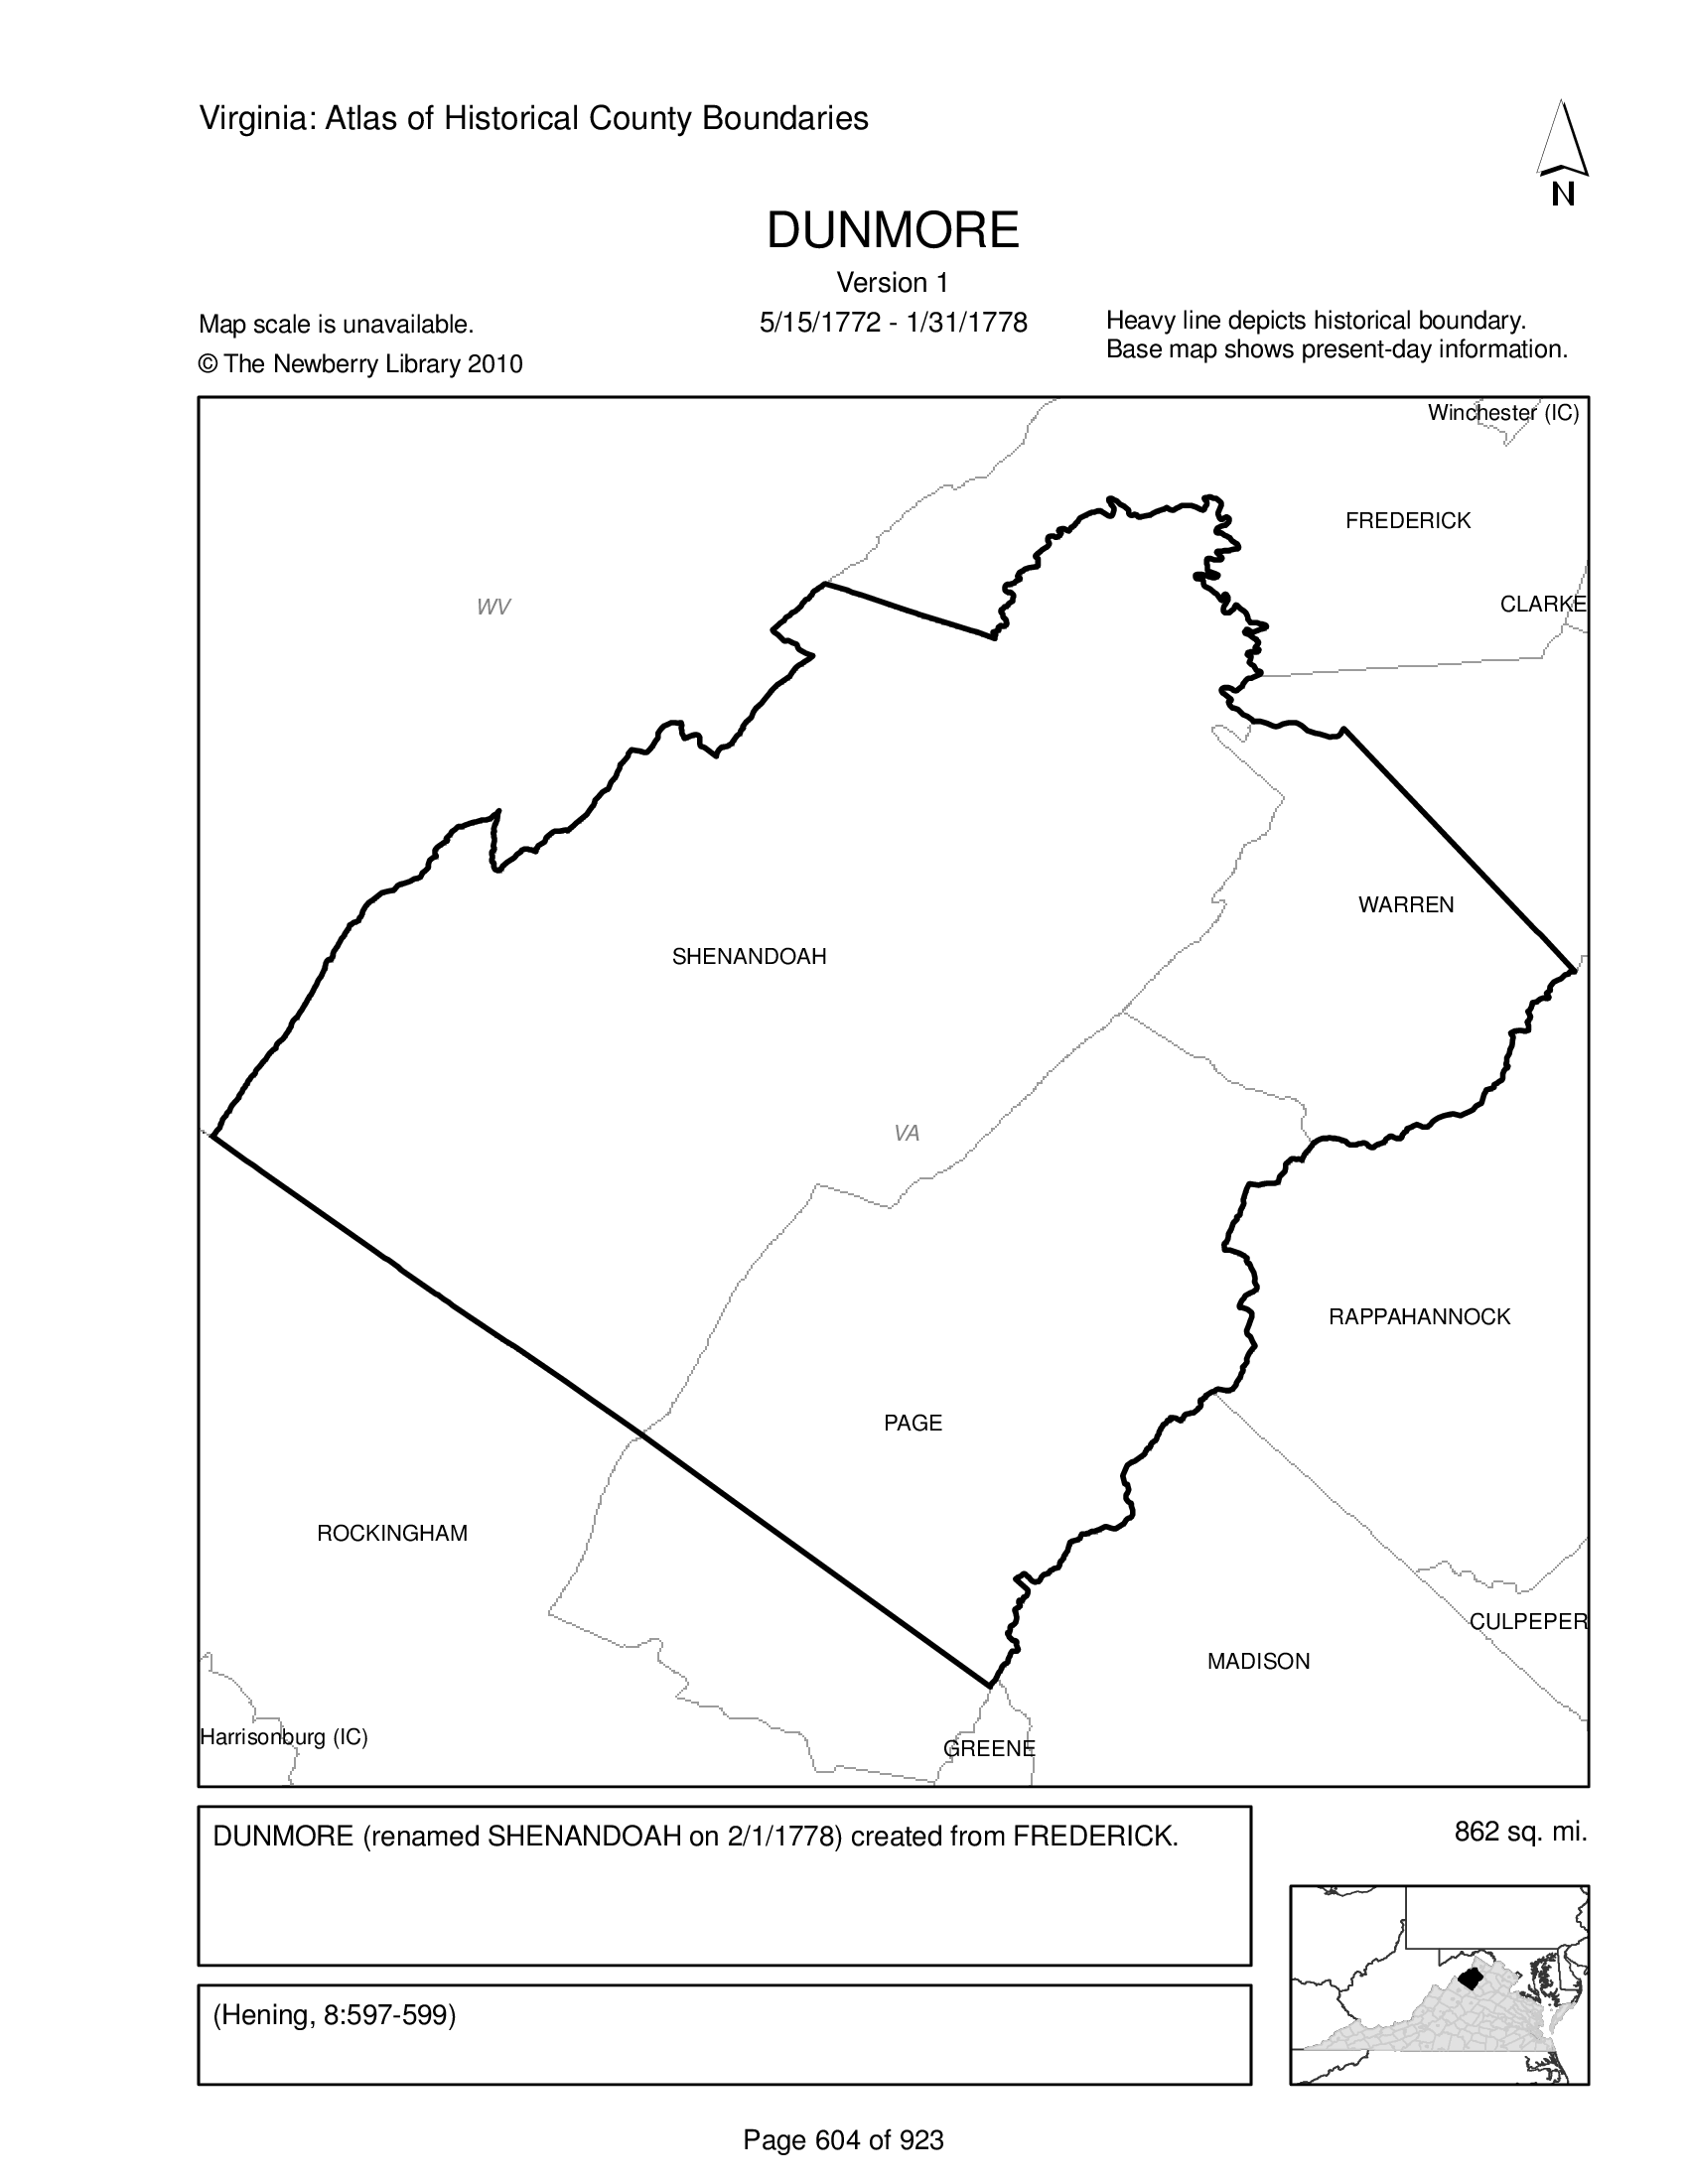 Virginia: Atlas of Historical County Boundaries
N
DUNMORE
Version 1
5/15/1772 - 1/31/1778
Map scale is unavailable.
© The Newberry Library 2010
Heavy line depicts historical boundary.
Base map shows present-day information.
Winchester (IC)
FREDERICK
CLARKE
WV
WARREN
SHENANDOAH
VA
RAPPAHANNOCK
PAGE
ROCKINGHAM
CULPEPER
MADISON
Harrisonburg (IC)
GREENE
DUNMORE (renamed SHENANDOAH on 2/1/1778) created from FREDERICK.
862 sq. mi.
(Hening, 8:597-599)
Page 604 of 923